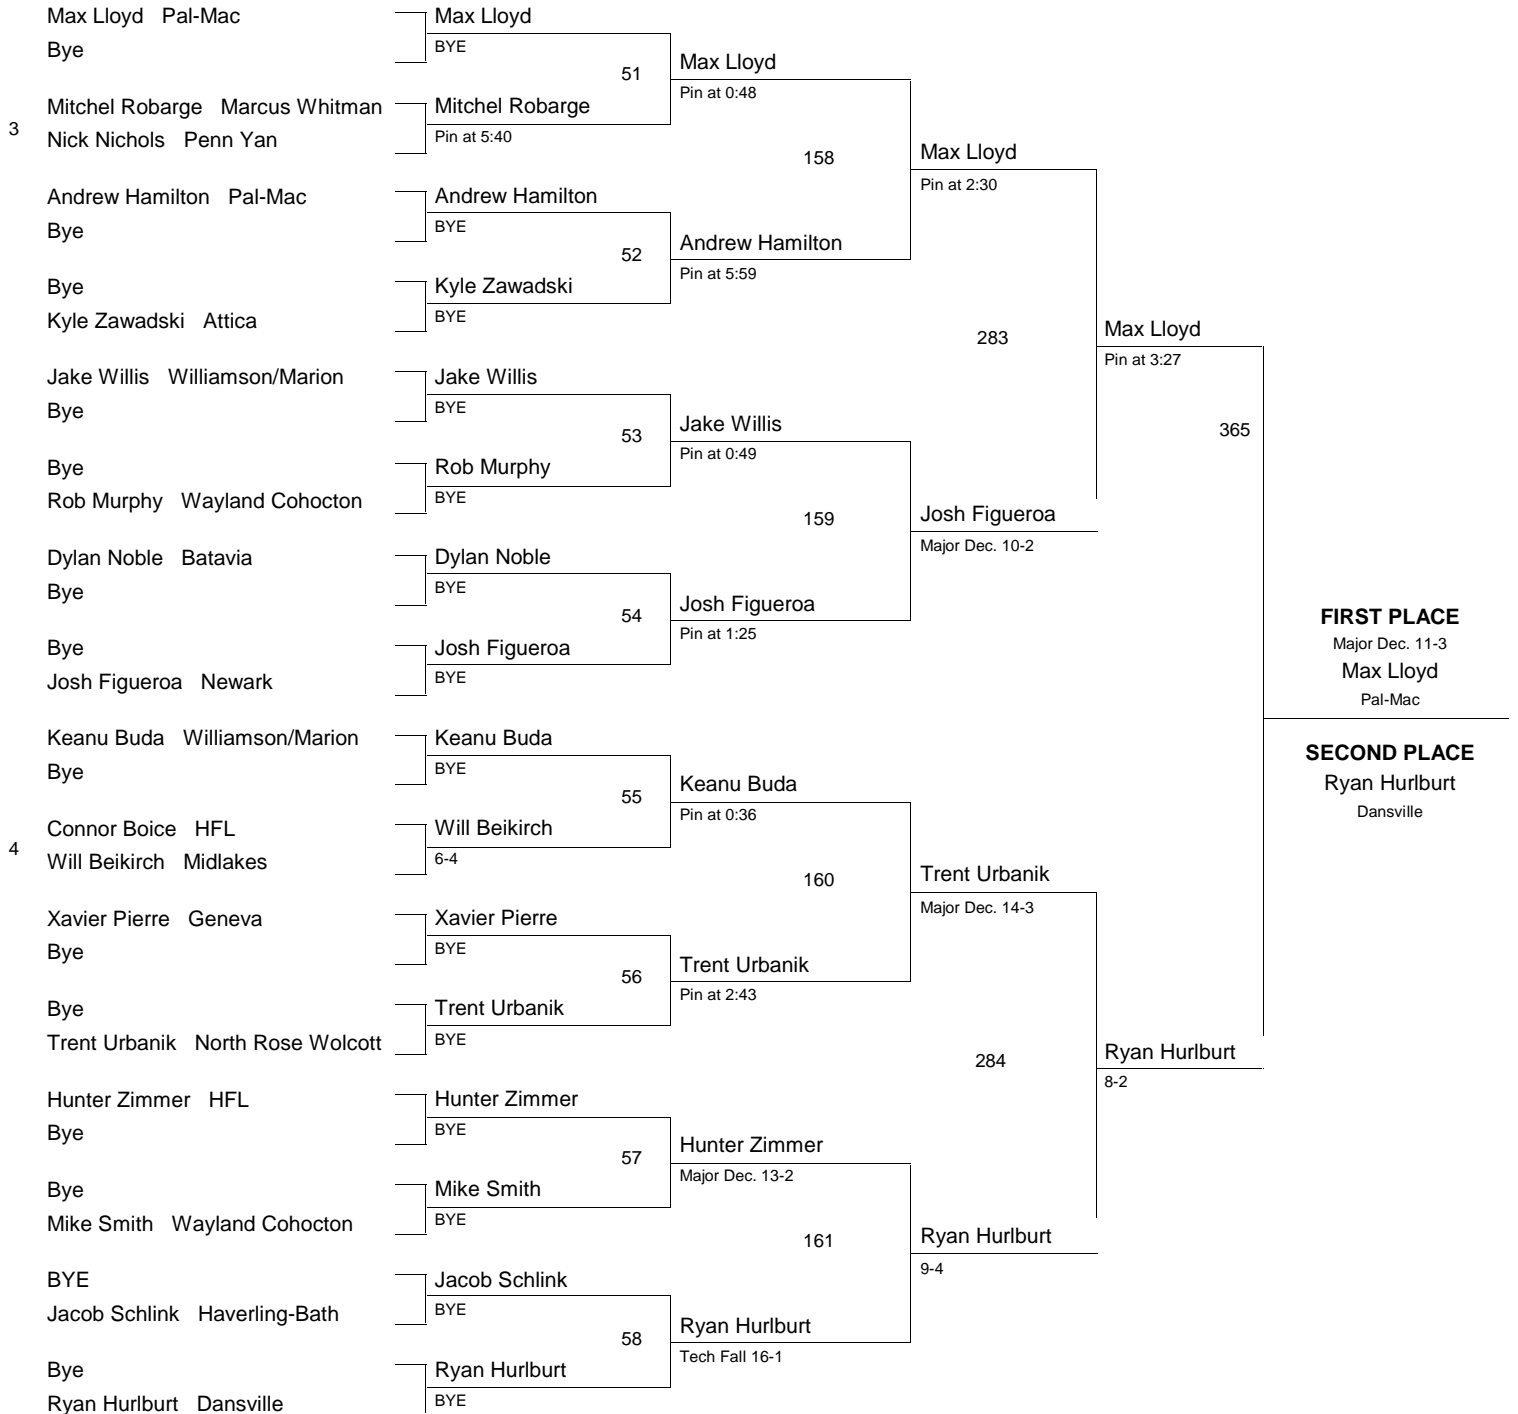 Max Lloyd Pal-Mac
Bye
Max Lloyd
BYE
51
Max Lloyd
Pin at 0:48
3
Mitchel Robarge Marcus Whitman
Nick Nichols Penn Yan
Mitchel Robarge
Pin at 5:40
158
Max Lloyd
Pin at 2:30
Andrew Hamilton Pal-Mac
Bye
Andrew Hamilton
BYE
52
Andrew Hamilton
Pin at 5:59
Bye
Kyle Zawadski Attica
Kyle Zawadski
BYE
283
Max Lloyd
Pin at 3:27
Jake Willis Williamson/Marion
Bye
Jake Willis
BYE
53
Jake Willis
Pin at 0:49
365
Bye
Rob Murphy Wayland Cohocton
Rob Murphy
BYE
159
Josh Figueroa
Major Dec. 10-2
Dylan Noble Batavia
Bye
Dylan Noble
BYE
54
Josh Figueroa
Pin at 1:25
Bye
Josh Figueroa Newark
Josh Figueroa
BYE
FIRST PLACE
Major Dec. 11-3
Max Lloyd
Pal-Mac
SECOND PLACE
Ryan Hurlburt
Dansville
Keanu Buda Williamson/Marion
Bye
Keanu Buda
BYE
55
Keanu Buda
Pin at 0:36
4
Connor Boice HFL
Will Beikirch Midlakes
Will Beikirch
6-4
160
Trent Urbanik
Major Dec. 14-3
Xavier Pierre Geneva
Bye
Xavier Pierre
BYE
56
Trent Urbanik
Pin at 2:43
Bye
Trent Urbanik North Rose Wolcott
Trent Urbanik
BYE
284
Ryan Hurlburt
8-2
Hunter Zimmer HFL
Bye
Hunter Zimmer
BYE
57
Hunter Zimmer
Major Dec. 13-2
Bye
Mike Smith Wayland Cohocton
Mike Smith
BYE
161
Ryan Hurlburt
9-4
BYE
Jacob Schlink Haverling-Bath
Jacob Schlink
BYE
58
Ryan Hurlburt
Tech Fall 16-1
Bye
Ryan Hurlburt Dansville
Ryan Hurlburt
BYE